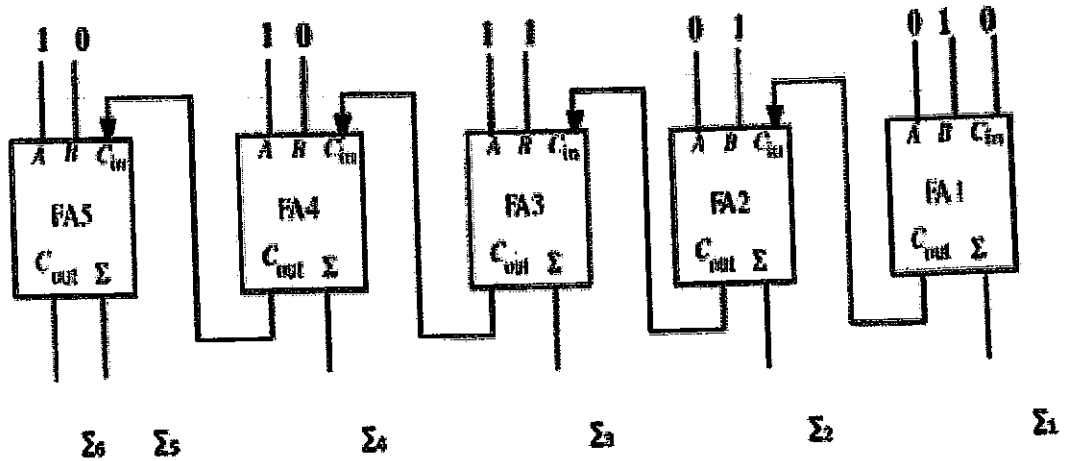 1 0 1 0 1 1 0 1 0 1 0
A B Cin A B Cin A B Cin A B Cin A B Cin
FA5 FA4 FA3 FA2 FA1
Cout Σ Cout Σ Cout Σ Cout Σ Cout Σ
Σ6 Σ5 Σ4 Σ3 Σ2 Σ1